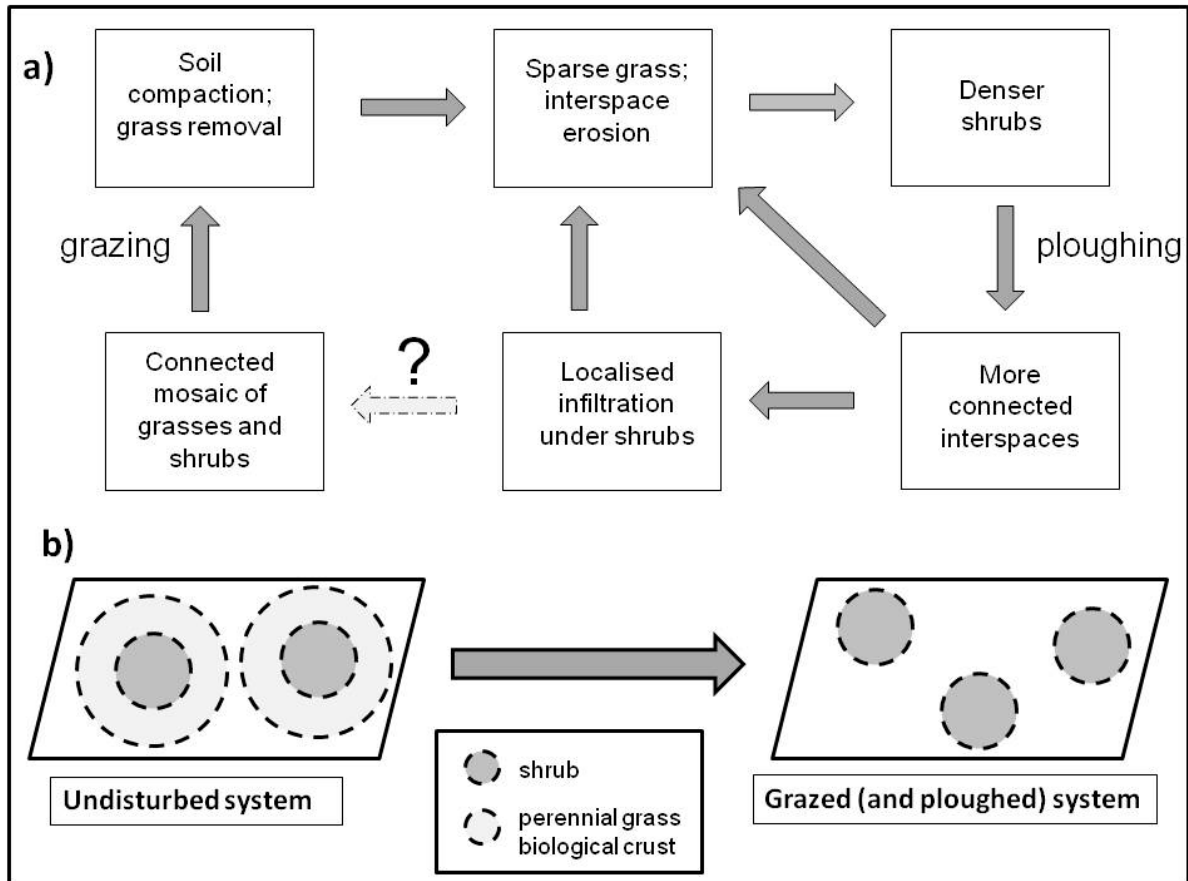 a)
Soil
compaction;
grass removal
Sparse grass;
interspace
erosion
Denser
shrubs
grazing
ploughing
Connected
mosaic of
grasses and
shrubs
?
Localised
infiltration
under shrubs
More
connected
interspaces
b)
Undisturbed system
shrub
perennial grass
biological crust
Grazed (and ploughed) system